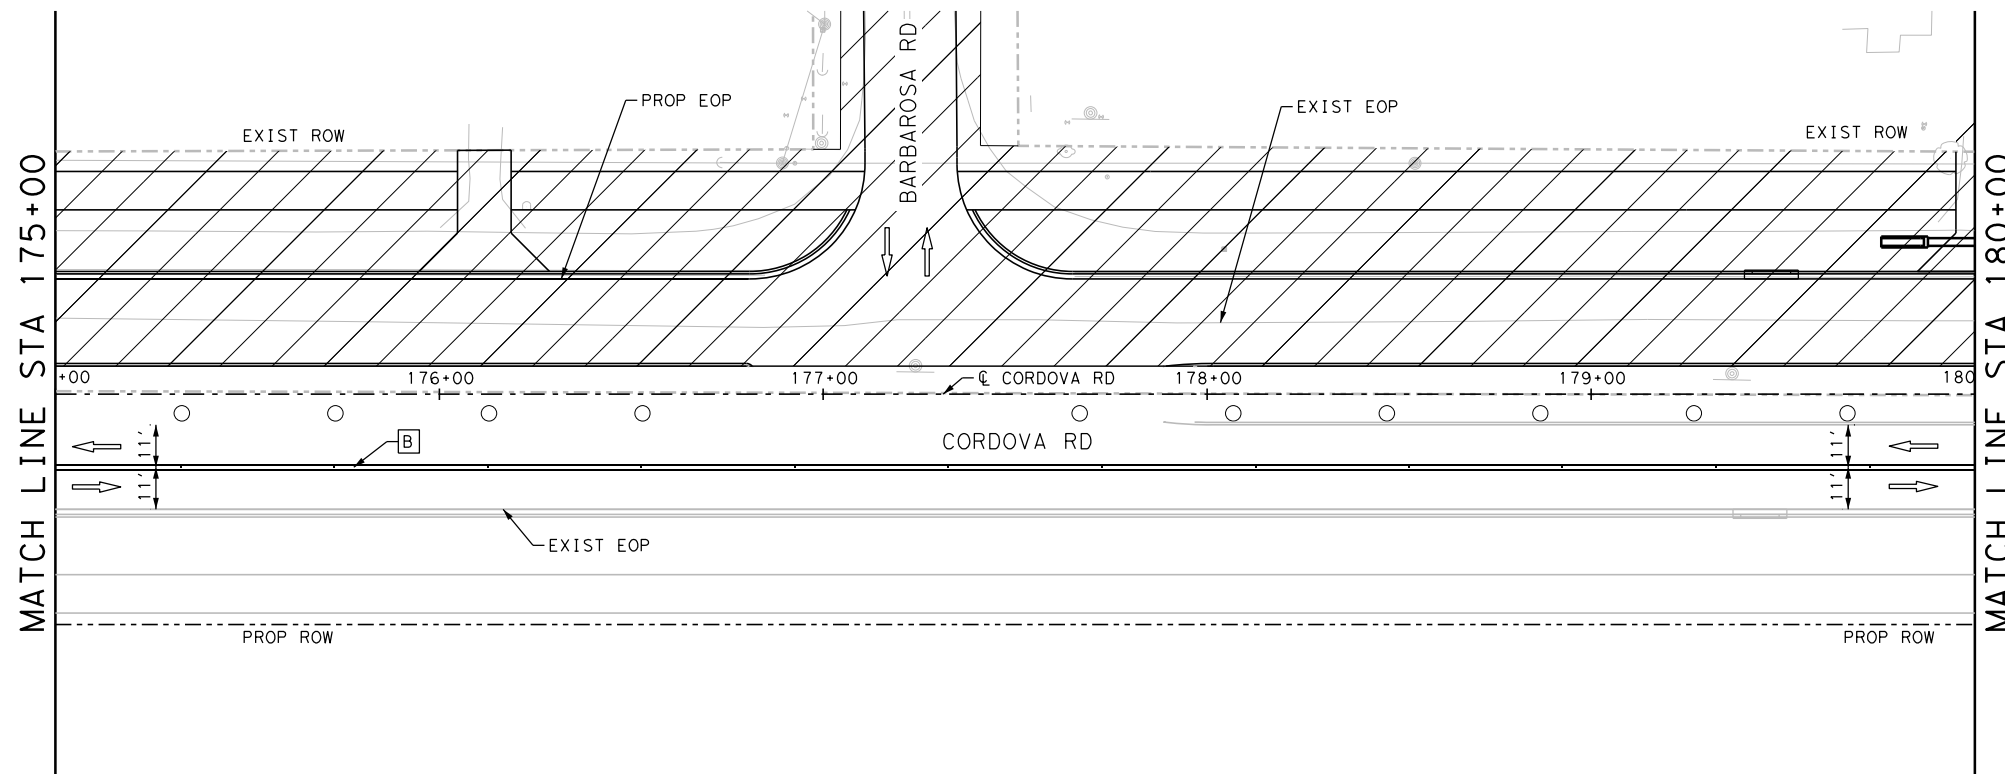 MATCH LINE STA 175+00
EXIST ROW
PROP EOP
BARBAROSA RD
EXIST EOP
EXIST ROW
MATCH LINE STA 180+00
+00
176+00
177+00
℄ CORDOVA RD
178+00
179+00
180
11'
B
CORDOVA RD
11'
11'
11'
EXIST EOP
PROP ROW
PROP ROW